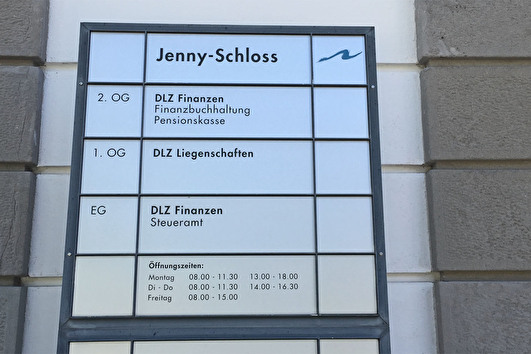 Jenny-Schloss
2. OG DLZ Finanzen
Finanzbuchhaltung
Pensionskasse
1. OG DLZ Liegenschaften
EG DLZ Finanzen
Steueramt
Öffnungszeiten:
Montag 08.00 - 11.30 13.00 - 18.00
Di - Do 08.00 - 11.30 14.00 - 16.30
Freitag 08.00 - 15.00